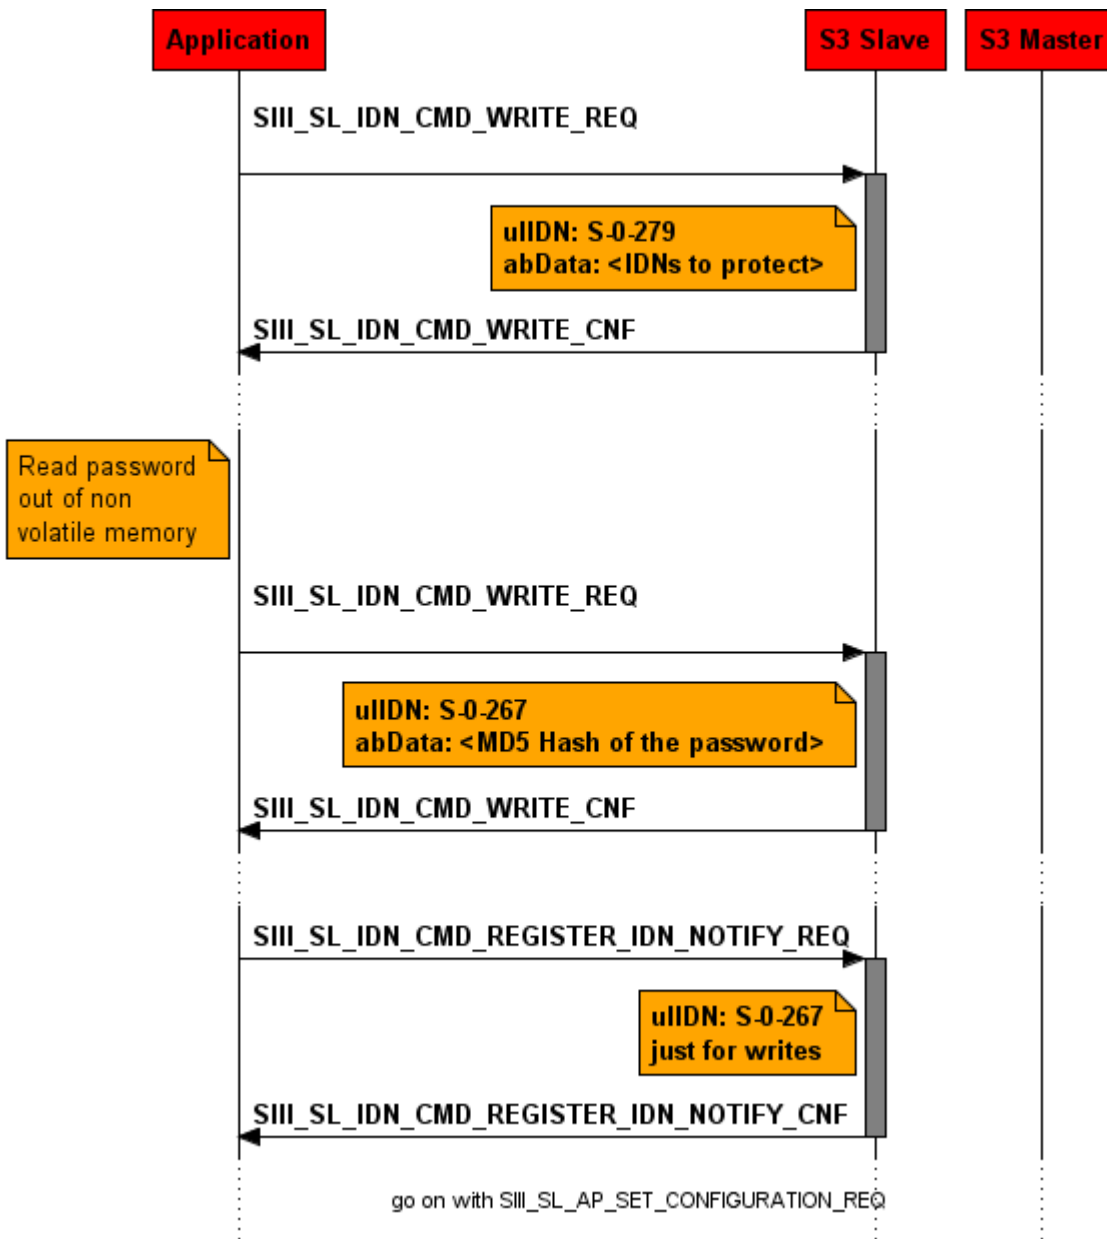 Application
S3 Slave
S3 Master
SIII_SL_IDN_CMD_WRITE_REQ
ulIDN: S-0-279
abData: <IDNs to protect>
SIII_SL_IDN_CMD_WRITE_CNF
Read password
out of non
volatile memory
SIII_SL_IDN_CMD_WRITE_REQ
ulIDN: S-0-267
abData: <MD5 Hash of the password>
SIII_SL_IDN_CMD_WRITE_CNF
SIII_SL_IDN_CMD_REGISTER_IDN_NOTIFY_REQ
ulIDN: S-0-267
just for writes
SIII_SL_IDN_CMD_REGISTER_IDN_NOTIFY_CNF
go on with SIII_SL_AP_SET_CONFIGURATION_REQ